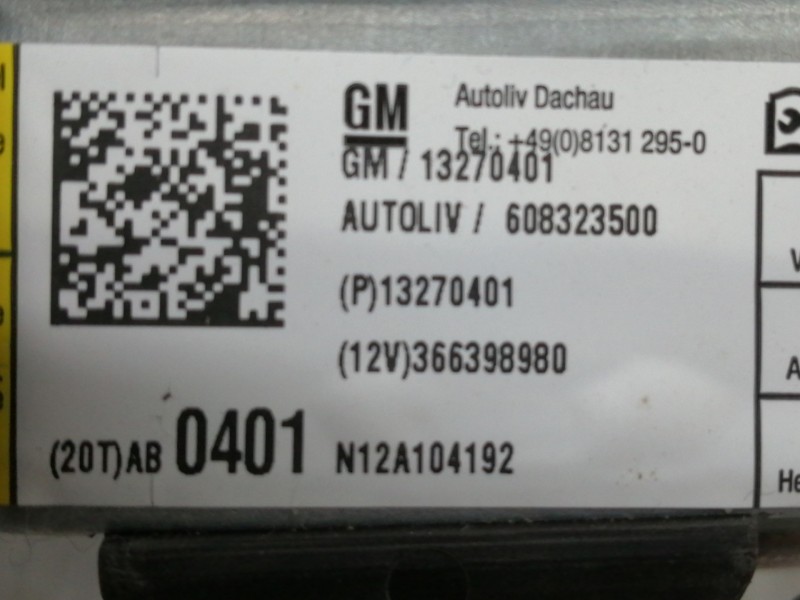 GM
Autoliv Dachau
Tel.: +49(0)8131 295-0
GM / 13270401
AUTOLIV / 608323500
(P)13270401
(12V)366398980
(20T)AB 0401 N12A104192